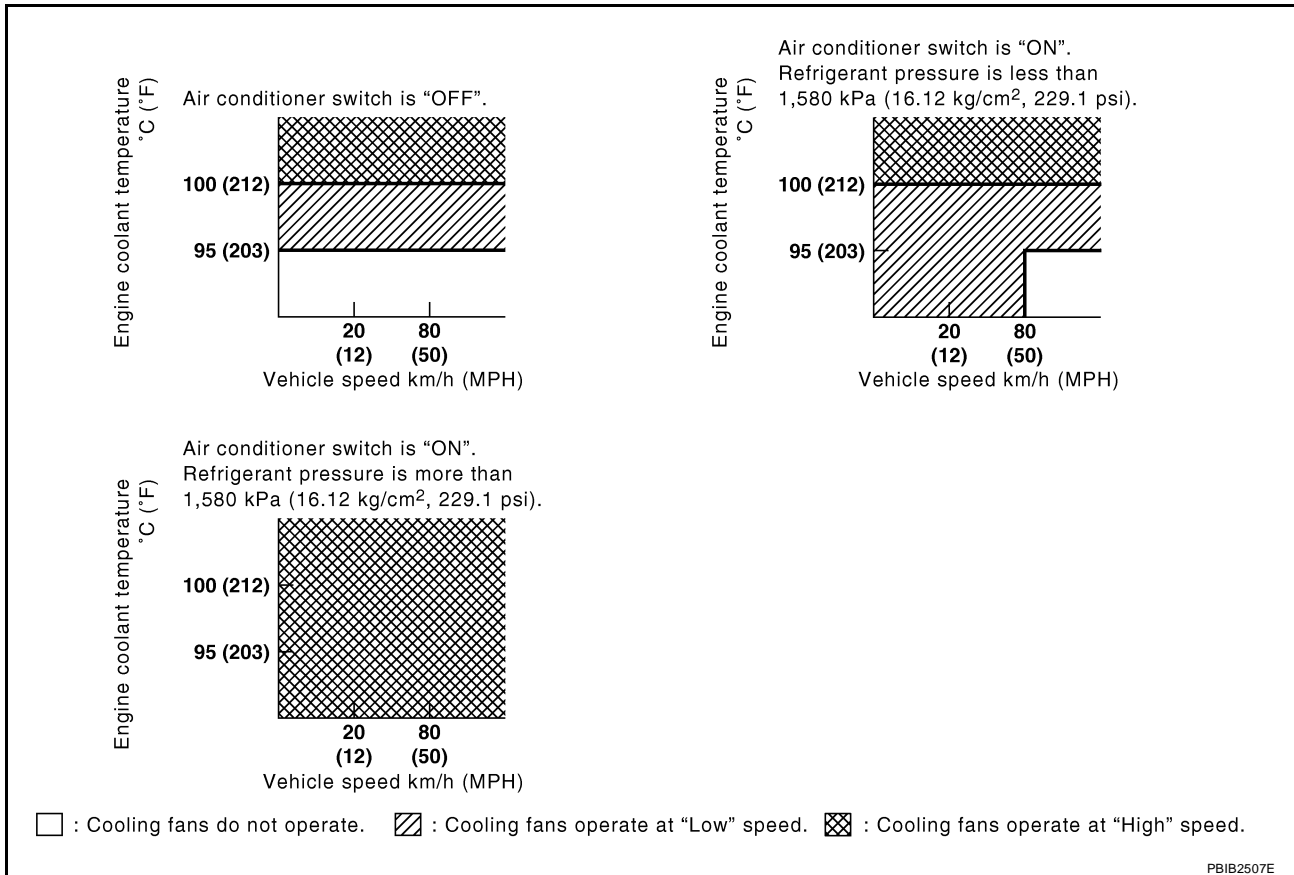 Air conditioner switch is “OFF”.
Engine coolant temperature
°C (°F)
100 (212)
95 (203)
20
(12)
80
(50)
Vehicle speed km/h (MPH)
Air conditioner switch is “ON”.
Refrigerant pressure is less than
1,580 kPa (16.12 kg/cm², 229.1 psi).
Engine coolant temperature
°C (°F)
100 (212)
95 (203)
20
(12)
80
(50)
Vehicle speed km/h (MPH)
Air conditioner switch is “ON”.
Refrigerant pressure is more than
1,580 kPa (16.12 kg/cm², 229.1 psi).
Engine coolant temperature
°C (°F)
100 (212)
95 (203)
20
(12)
80
(50)
Vehicle speed km/h (MPH)
: Cooling fans do not operate.
: Cooling fans operate at “Low” speed.
: Cooling fans operate at “High” speed.
PBIB2507E